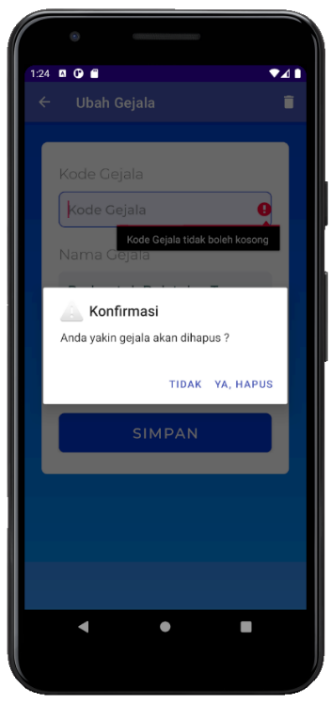 1:24
Ubah Gejala
Kode Gejala
Kode Gejala
Kode Gejala tidak boleh kosong
Nama Gejala
Konfirmasi
Anda yakin gejala akan dihapus ?
TIDAK YA, HAPUS
SIMPAN